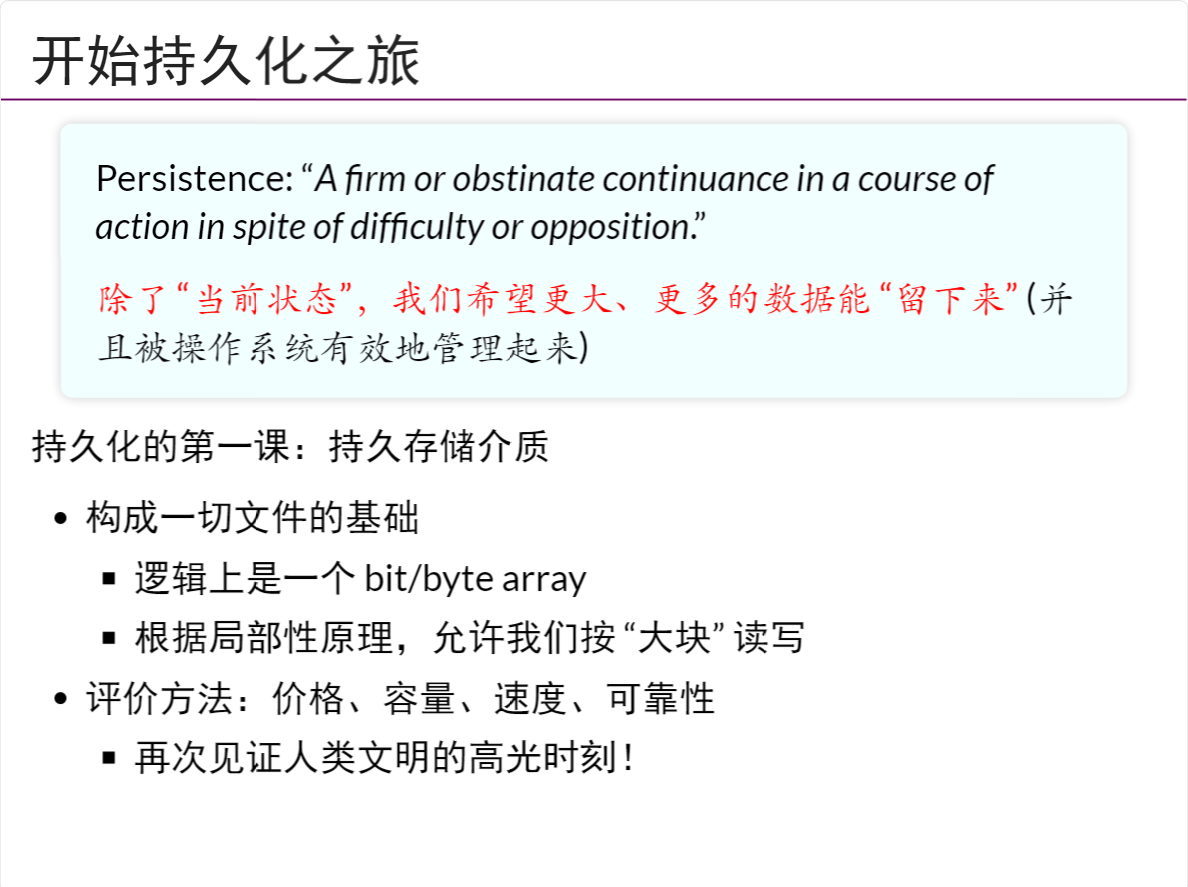 开始持久化之旅
Persistence: “A firm or obstinate continuance in a course of
action in spite of difficulty or opposition.”
除了 “当前状态”，我们希望更大、更多的数据能 “留下来” (并
且被操作系统有效地管理起来)
持久化的第一课：持久存储介质
• 构成一切文件的基础
▪ 逻辑上是一个 bit/byte array
▪ 根据局部性原理，允许我们按 “大块” 读写
• 评价方法：价格、容量、速度、可靠性
▪ 再次见证人类文明的高光时刻！